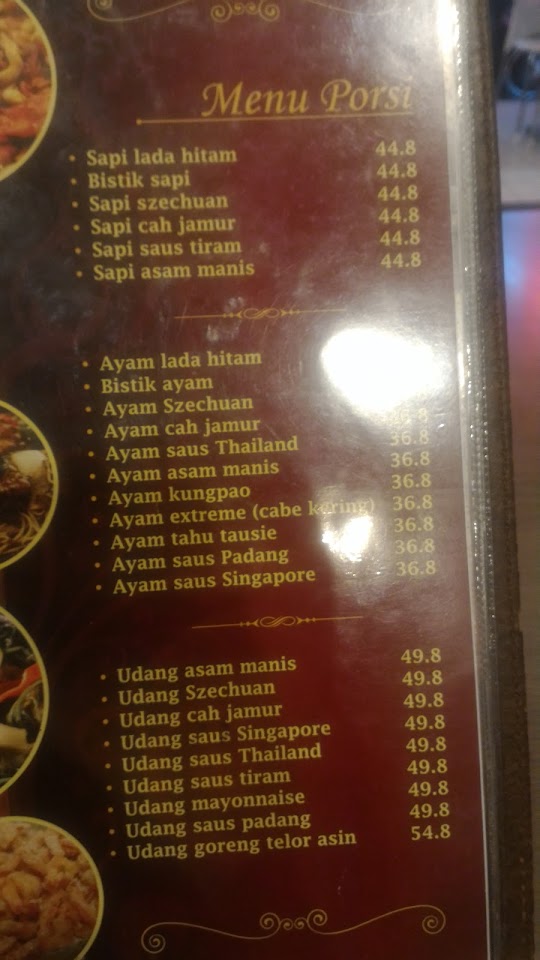 Menu Porsi
• Sapi lada hitam 44.8
• Bistik sapi 44.8
• Sapi szechuan 44.8
• Sapi cah jamur 44.8
• Sapi saus tiram 44.8
• Sapi asam manis 44.8
• Ayam lada hitam
• Bistik ayam
• Ayam Szechuan
• Ayam cah jamur 36.8
• Ayam saus Thailand 36.8
• Ayam asam manis 36.8
• Ayam kungpao 36.8
• Ayam extreme (cabe kering) 36.8
• Ayam tahu tausie 36.8
• Ayam saus Padang 36.8
• Ayam saus Singapore 36.8
• Udang asam manis 49.8
• Udang Szechuan 49.8
• Udang cah jamur 49.8
• Udang saus Singapore 49.8
• Udang saus Thailand 49.8
• Udang saus tiram 49.8
• Udang mayonnaise 49.8
• Udang saus padang 49.8
• Udang goreng telor asin 54.8